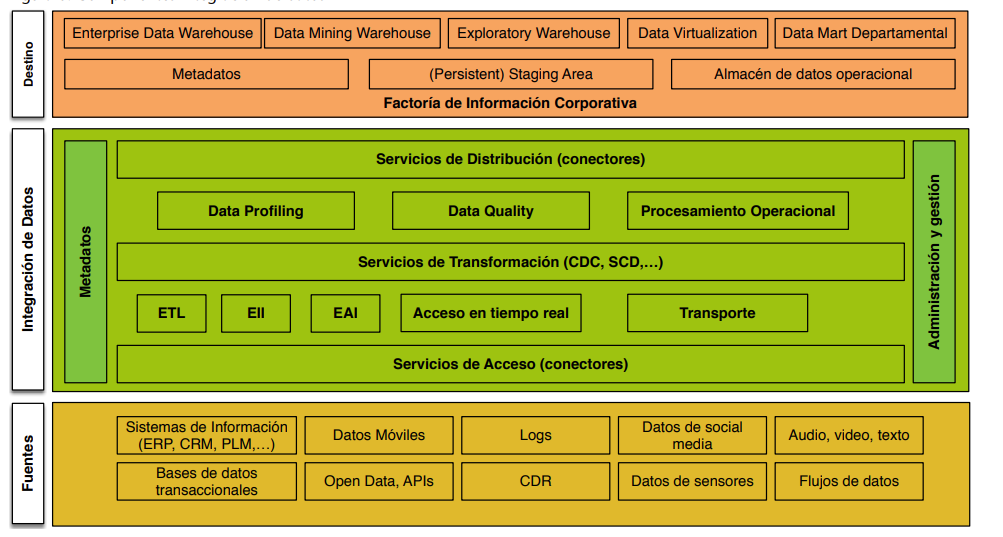 Destino
Enterprise Data Warehouse
Data Mining Warehouse
Exploratory Warehouse
Data Virtualization
Data Mart Departamental
Metadatos
(Persistent) Staging Area
Almacén de datos operacional
Factoría de Información Corporativa
Integración de Datos
Metadatos
Servicios de Distribución (conectores)
Data Profiling
Data Quality
Procesamiento Operacional
Servicios de Transformación (CDC, SCD,…)
ETL
EII
EAI
Acceso en tiempo real
Transporte
Servicios de Acceso (conectores)
Administración y gestión
Fuentes
Sistemas de Información
(ERP, CRM, PLM,…)
Datos Móviles
Logs
Datos de social
media
Audio, video, texto
Bases de datos
transaccionales
Open Data, APIs
CDR
Datos de sensores
Flujos de datos